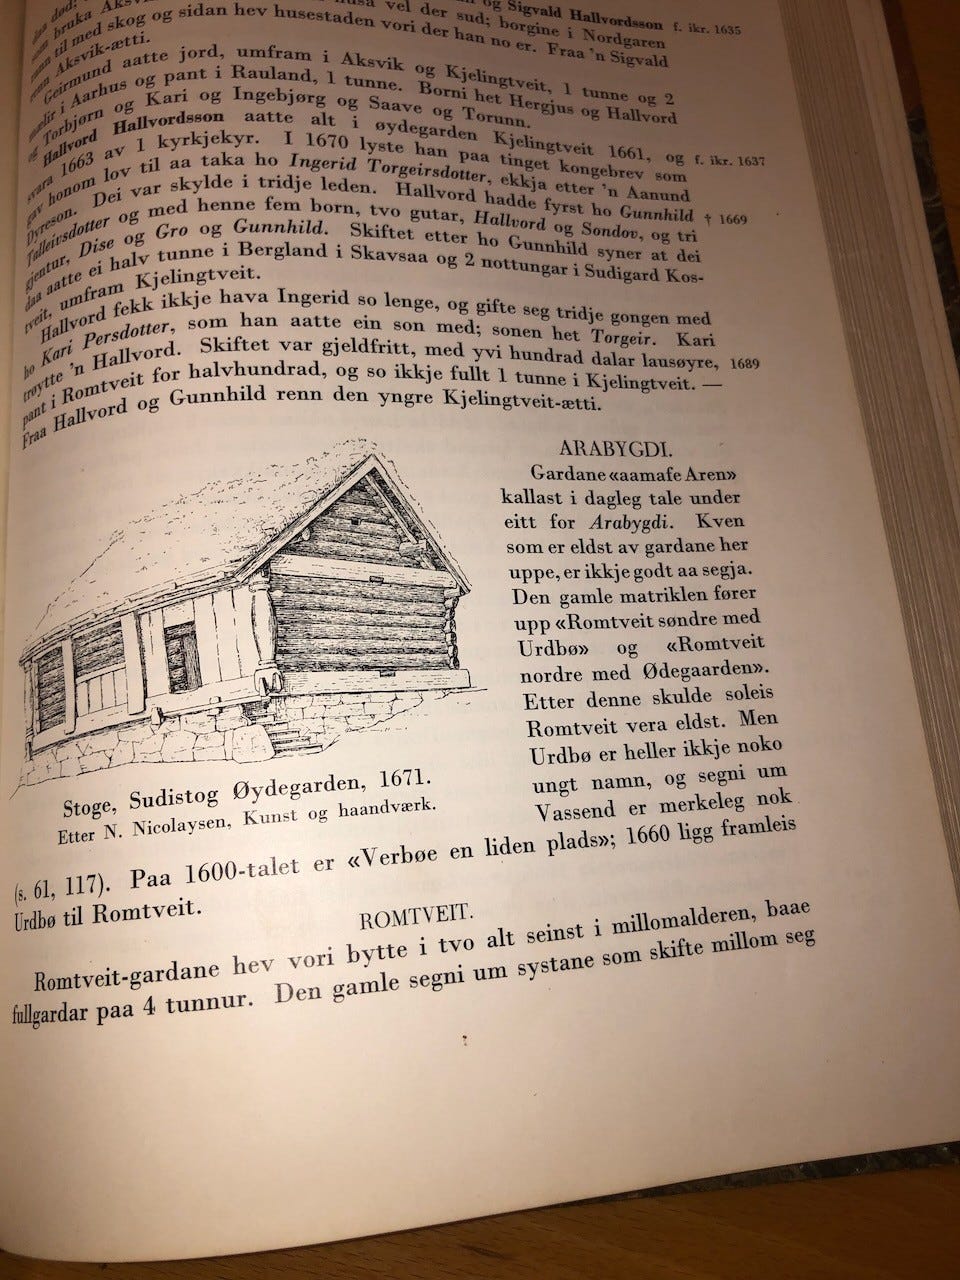 og Sigvald Hallvordsson f. ikr. 1635
vel der sud; borgine i Nordgaren
bruka
til med skog og sidan hev husestaden vori der han no er. Fraa 'n Sigvald
Aksvik-ætti.
Geirmund aatte jord, umfram i Aksvik og Kjelingtveit, 1 tunne og 2
i Aarhus og pant i Rauland, 1 tunne. Borni het Hergjus og Hallvord
og Torbjørn og Kari og Ingebjørg og Saave og Torunn.
Hallvord Hallvordsson aatte alt i øydegarden Kjelingtveit 1661, og f. ikr. 1637
svara 1663 av 1 kyrkjekyr. I 1670 lyste han paa tinget kongebrev som
gav honom lov til aa taka ho Ingerid Torgeirsdotter, ekkja etter 'n Aanund
Dyreson. Dei var skylde i tridje leden. Hallvord hadde fyrst ho Gunnhild † 1669
Talleivsdotter og med henne fem born, tvo gutar, Hallvord og Sondov, og tri
gjentur, Dise og Gro og Gunnhild. Skiftet etter ho Gunnhild syner at dei
daa aatte ei halv tunne i Bergland i Skavsaa og 2 nottungar i Sudigard Kos-
tveit, umfram Kjelingtveit.
Hallvord fekk ikkje hava Ingerid so lenge, og gifte seg tridje gongen med
ho Kari Persdotter, som han aatte ein son med; sonen het Torgeir. Kari
trøytte 'n Hallvord. Skiftet var gjeldfritt, med yvi hundrad dalar lausøyre, 1689
pant i Romtveit for halvhundrad, og so ikkje fullt 1 tunne i Kjelingtveit. —
Fraa Hallvord og Gunnhild renn den yngre Kjelingtveit-ætti.
Stoge, Sudistog Øydegarden, 1671.
Etter N. Nicolaysen, Kunst og haandværk.
ARABYGDI.
Gardane «aamafe Aren»
kallast i dagleg tale under
eitt for Arabygdi. Kven
som er eldst av gardane her
uppe, er ikkje godt aa segja.
Den gamle matriklen fører
upp «Romtveit søndre med
Urdbø» og «Romtveit
nordre med Ødegaarden».
Etter denne skulde soleis
Romtveit vera eldst. Men
Urdbø er heller ikkje noko
ungt namn, og segni um
Vassend er merkeleg nok
(s. 61, 117). Paa 1600-talet er «Verbøe en liden plads»; 1660 ligg framleis
Urdbø til Romtveit.
ROMTVEIT.
Romtveit-gardane hev vori bytte i tvo alt seinst i millomalderen, baae
fullgardar paa 4 tunnur. Den gamle segni um systane som skifte millom seg